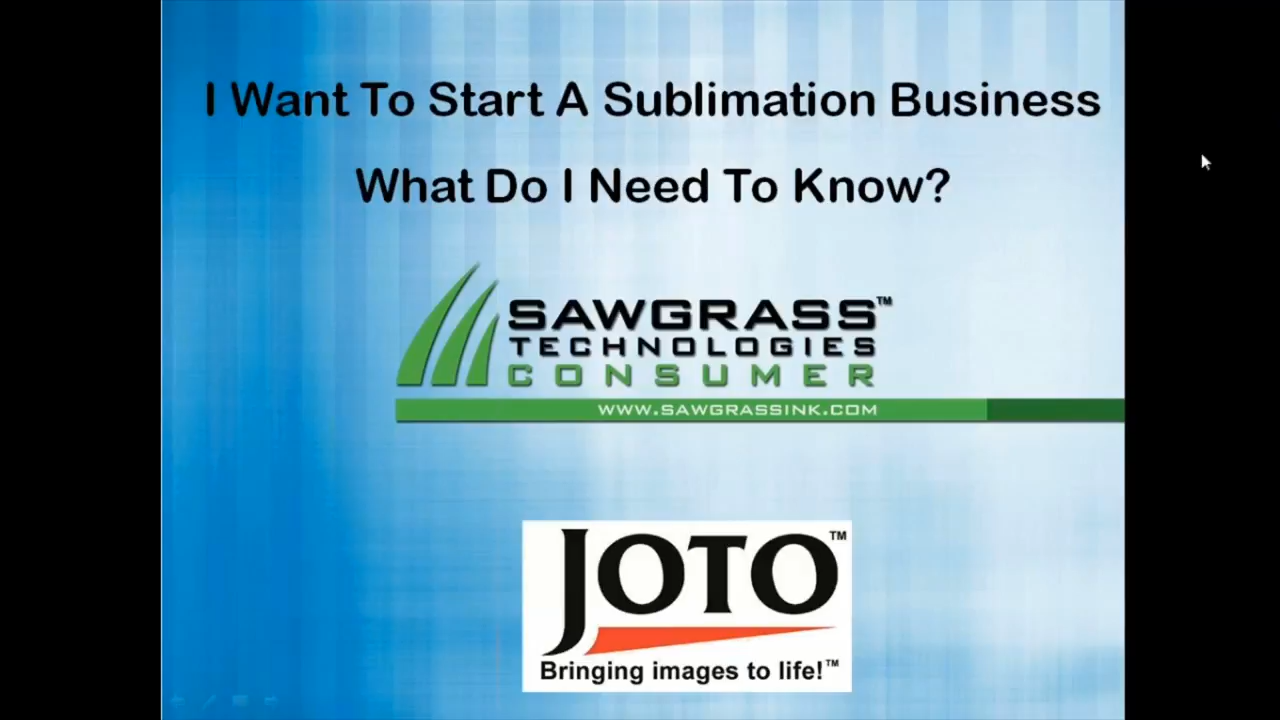 I Want To Start A Sublimation Business
What Do I Need To Know?
SAWGRASS™
TECHNOLOGIES
CONSUMER
WWW.SAWGRASSINK.COM
JOTO™
Bringing images to life!™